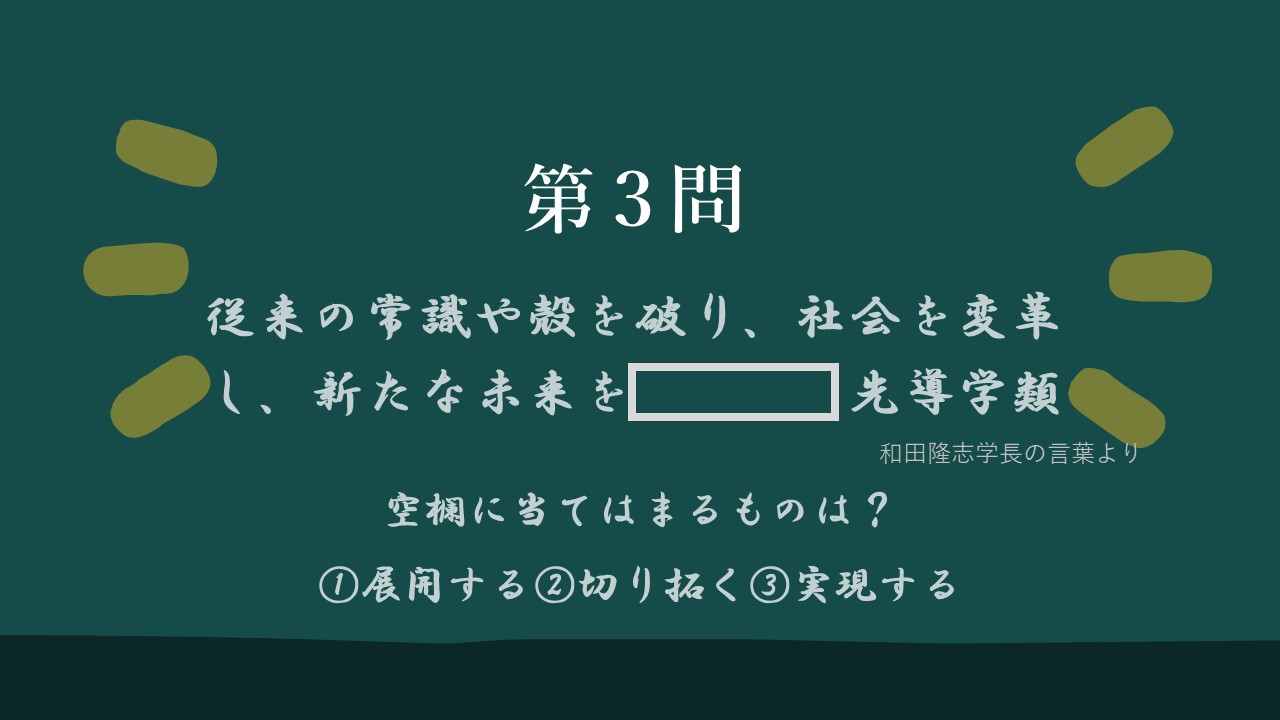 第3問
従来の常識や殻を破り、社会を変革
し、新たな未来を 先導学類
和田隆志学長の言葉より
空欄に当てはまるものは？
①展開する②切り拓く③実現する